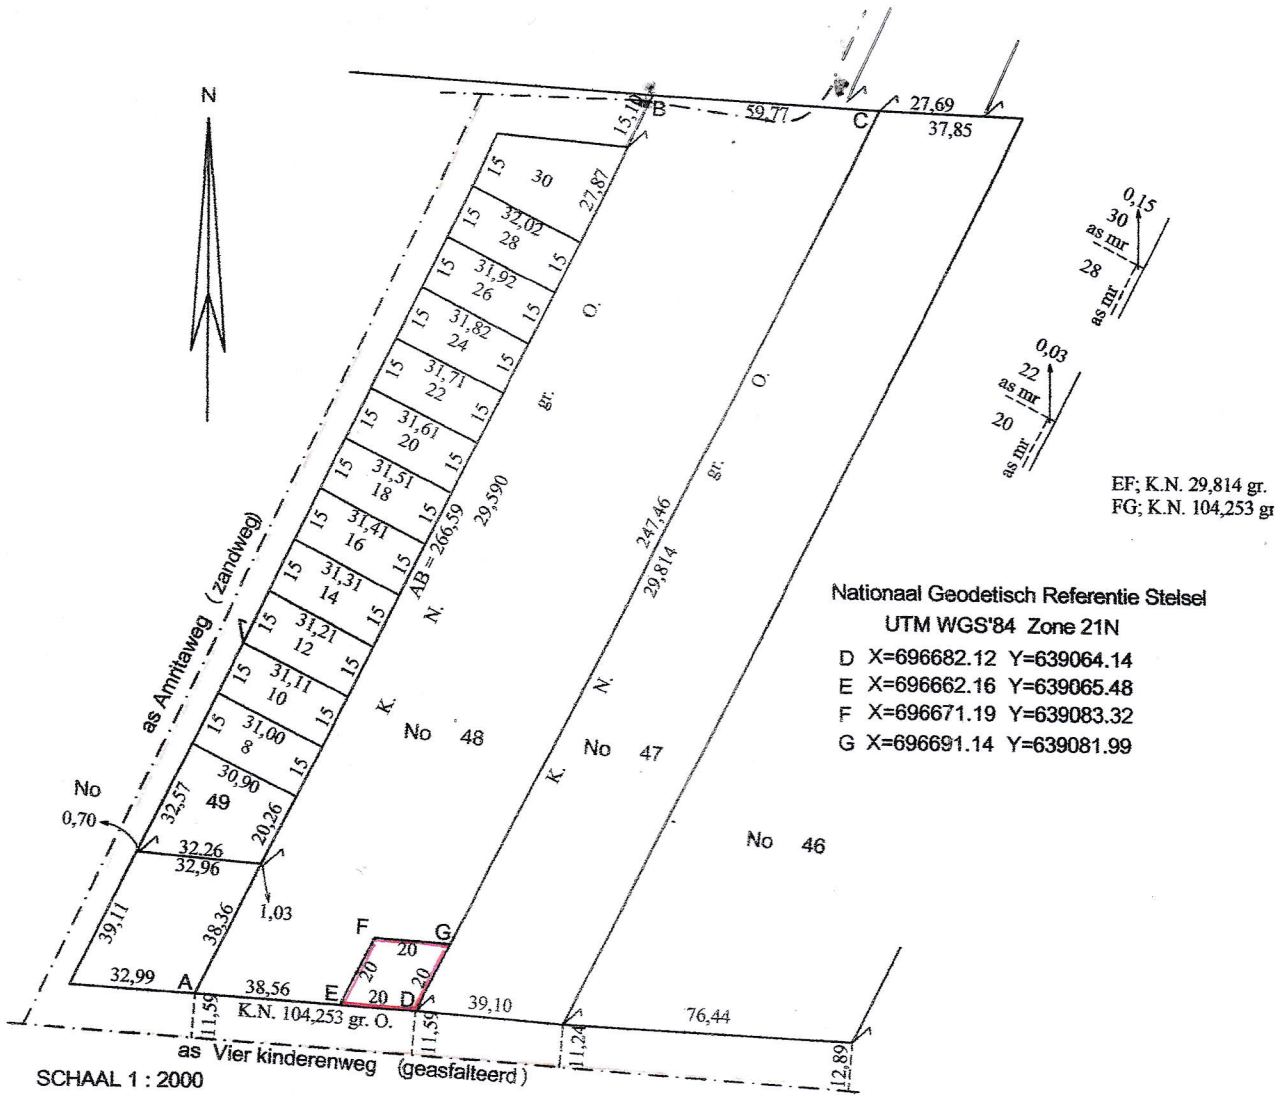 N
15,10
B
59,77
C
27,69
37,85
15
30
27,87
15
32,02
28
15
15
31,92
26
15
15
31,82
24
15
15
31,71
22
15
15
31,61
20
15
15
31,51
18
15
15
31,41
16
15
15
31,31
14
15
15
31,21
12
15
15
31,11
10
15
15
31,00
8
15
30,90
49
32,57
20,26
No
0,70
32.26
32,96
1,03
39,11
38,36
32,99
A
38,56
E
20
D
F
20
G
20
20
39,10
76,44
K.N. 104,253 gr. O.
11,59
11,59
11,24
12,89
as Amritaweg (zandweg)
as Vier kinderenweg (geasfalteerd)
AB = 266,59
29,590
K. N. gr. O.
247,46
29,814
K. N. gr. O.
No 48
No 47
No 46
0,15
30
as mr
28
as mr
0,03
22
as mr
20
as mr
EF; K.N. 29,814 gr.
FG; K.N. 104,253 gr
Nationaal Geodetisch Referentie Stelsel
UTM WGS'84 Zone 21N
D X=696682.12 Y=639064.14
E X=696662.16 Y=639065.48
F X=696671.19 Y=639083.32
G X=696691.14 Y=639081.99
SCHAAL 1 : 2000